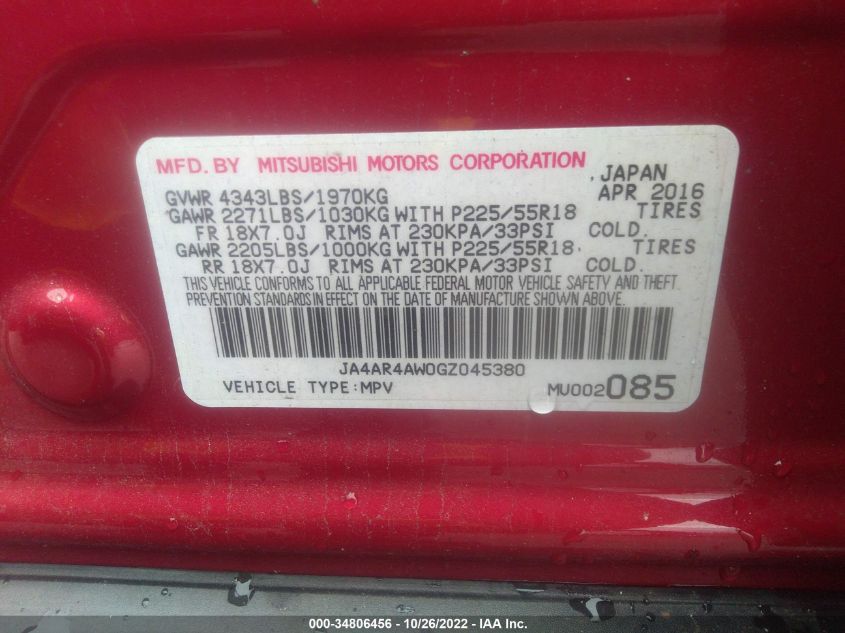 MFD. BY MITSUBISHI MOTORS CORPORATION JAPAN
GVWR 4343LBS/1970KG APR 2016
GAWR 2271LBS/1030KG WITH P225/55R18 TIRES
FR 18X7.0J RIMS AT 230KPA/33PSI COLD.
GAWR 2205LBS/1000KG WITH P225/55R18 TIRES
RR 18X7.0J RIMS AT 230KPA/33PSI COLD.
THIS VEHICLE CONFORMS TO ALL APPLICABLE FEDERAL MOTOR VEHICLE SAFETY AND THEFT
PREVENTION STANDARDS IN EFFECT ON THE DATE OF MANUFACTURE SHOWN ABOVE.
JA4AR4AW0GZ045380
VEHICLE TYPE:MPV MU002085
000-34806456 - 10/26/2022 - IAA Inc.